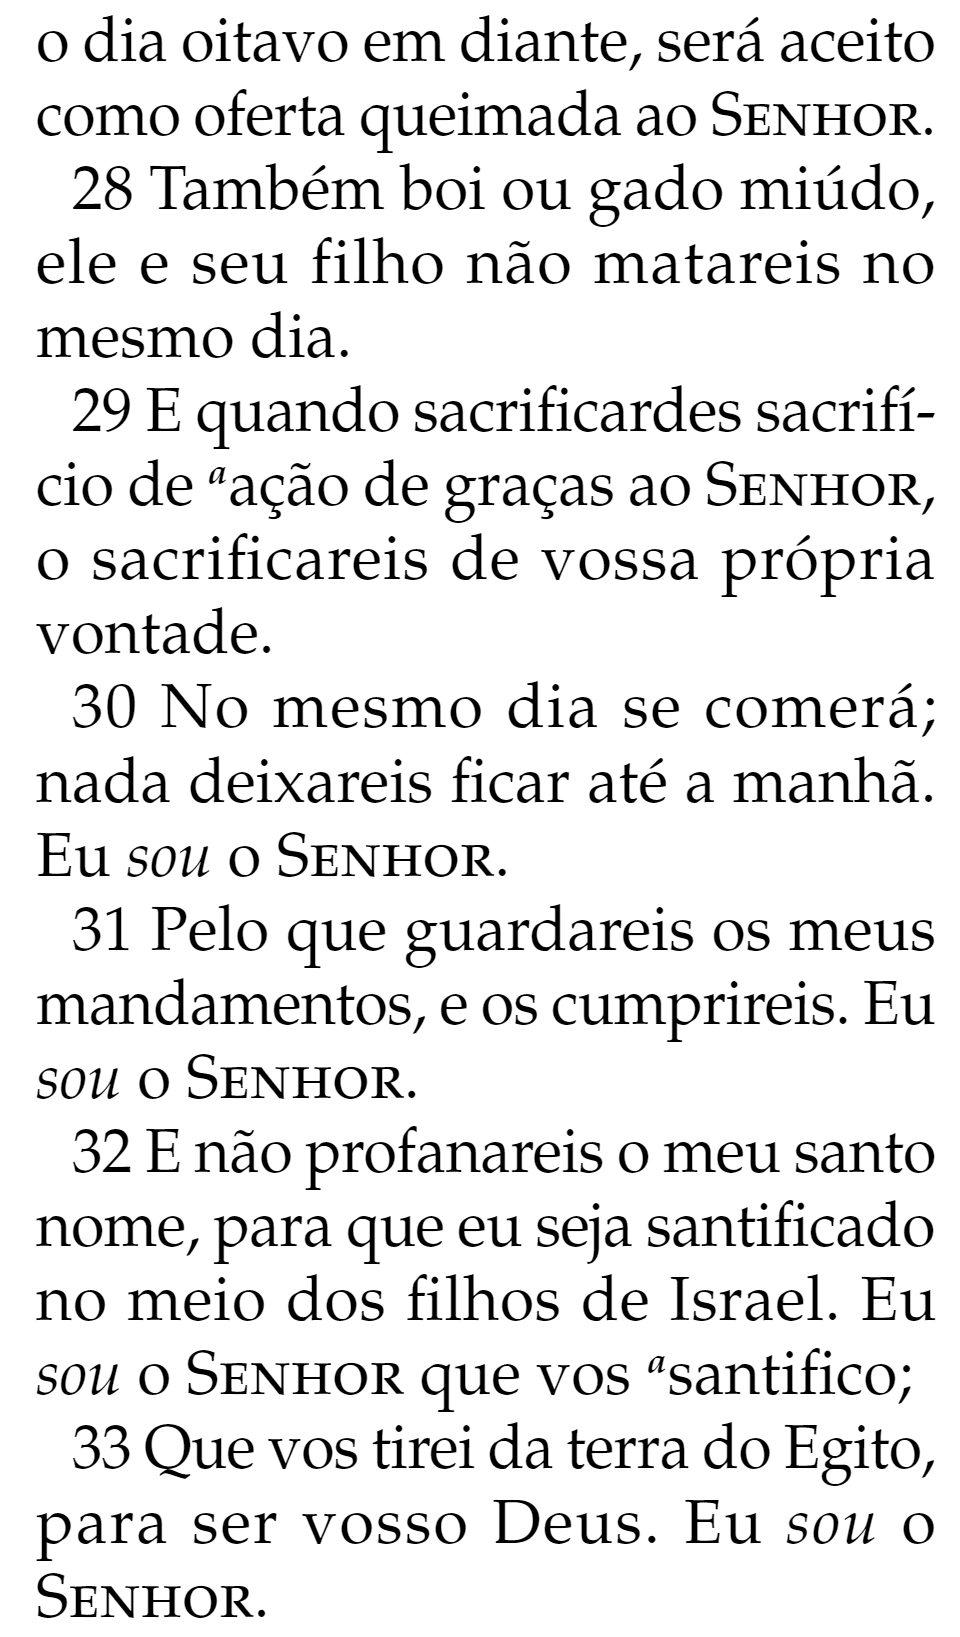 o dia oitavo em diante, será aceito
como oferta queimada ao SENHOR.
28 Também boi ou gado miúdo,
ele e seu filho não matareis no
mesmo dia.
29 E quando sacrificardes sacrifí-
cio de ᵃação de graças ao SENHOR,
o sacrificareis de vossa própria
vontade.
30 No mesmo dia se comerá;
nada deixareis ficar até a manhã.
Eu sou o SENHOR.
31 Pelo que guardareis os meus
mandamentos, e os cumprireis. Eu
sou o SENHOR.
32 E não profanareis o meu santo
nome, para que eu seja santificado
no meio dos filhos de Israel. Eu
sou o SENHOR que vos ᵃsantifico;
33 Que vos tirei da terra do Egito,
para ser vosso Deus. Eu sou o
SENHOR.